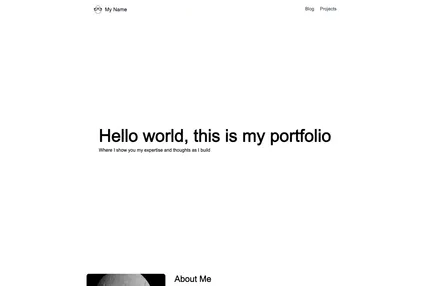 My Name
Blog
Projects
Hello world, this is my portfolio
Where I show you my expertise and thoughts as I build
About Me